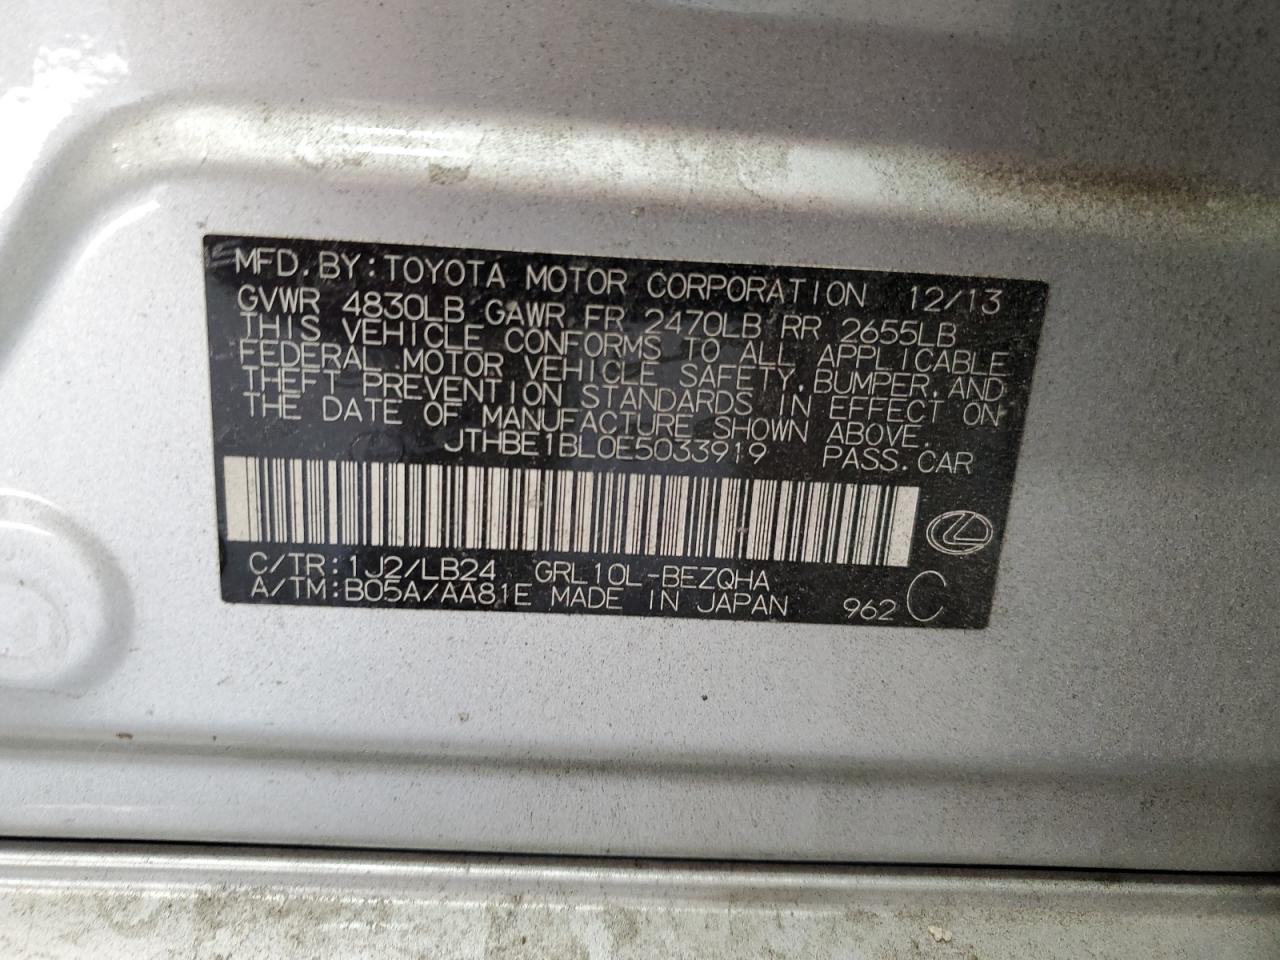 MFD. BY: TOYOTA MOTOR CORPORATION 12/13
GVWR 4830LB GAWR FR 2470LB RR 2655LB
THIS VEHICLE CONFORMS TO ALL APPLICABLE
FEDERAL MOTOR VEHICLE SAFETY, BUMPER, AND
THEFT PREVENTION STANDARDS IN EFFECT ON
THE DATE OF MANUFACTURE SHOWN ABOVE.
JTHBE1BL0E5033919 PASS. CAR
C/TR: 1J2/LB24 GRL10L-BEZQHA
A/TM: B05A/AA81E MADE IN JAPAN 962 C